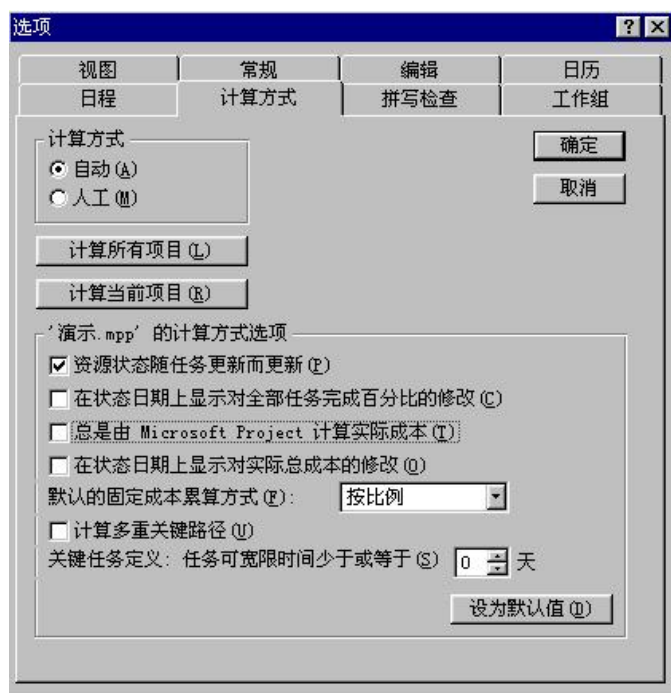 选项
视图 常规 编辑 日历
日程 计算方式 拼写检查 工作组
计算方式
自动(A)
人工(M)
确定
取消
计算所有项目(L)
计算当前项目(R)
'演示.mpp' 的计算方式选项
资源状态随任务更新而更新(P)
在状态日期上显示对全部任务完成百分比的修改(C)
总是由 Microsoft Project 计算实际成本(T)
在状态日期上显示对实际总成本的修改(O)
默认的固定成本累算方式(F): 按比例
计算多重关键路径(U)
关键任务定义: 任务可宽限时间少于或等于(S) 0 天
设为默认值(D)